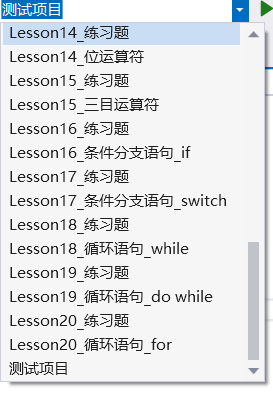 测试项目
Lesson14_练习题
Lesson14_位运算符
Lesson15_练习题
Lesson15_三目运算符
Lesson16_练习题
Lesson16_条件分支语句_if
Lesson17_练习题
Lesson17_条件分支语句_switch
Lesson18_练习题
Lesson18_循环语句_while
Lesson19_练习题
Lesson19_循环语句_do while
Lesson20_练习题
Lesson20_循环语句_for
测试项目